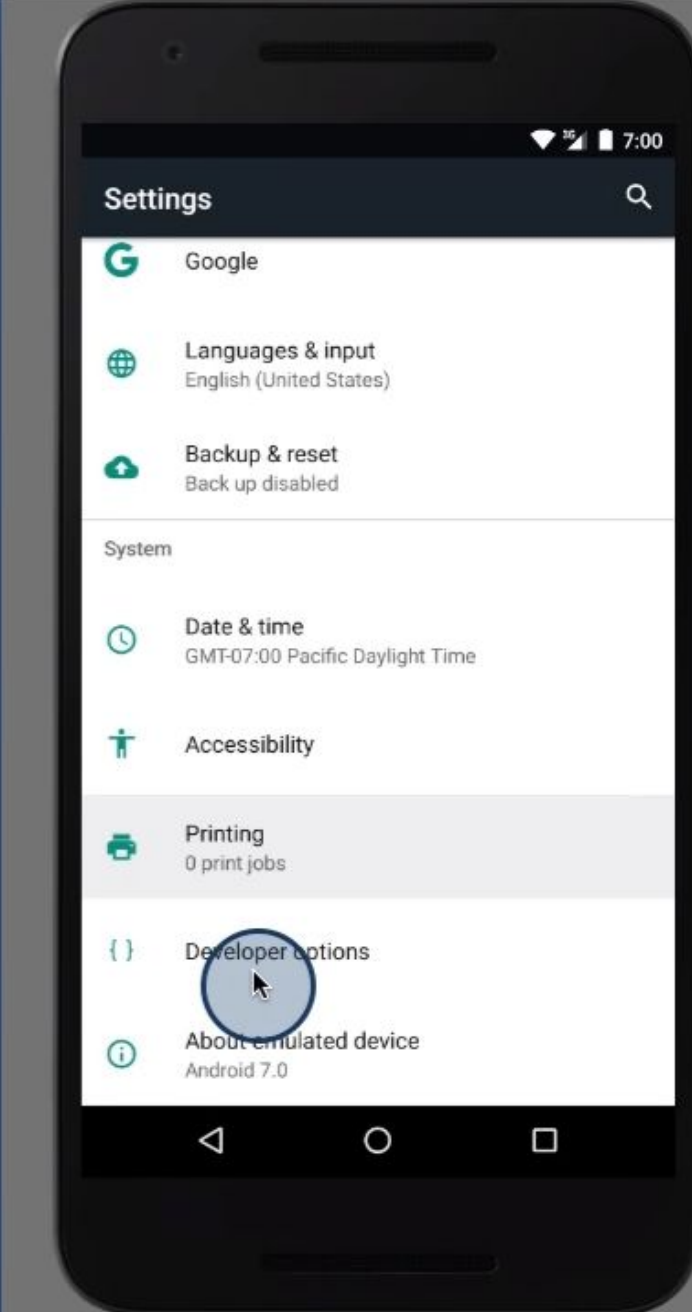 3G 7:00
Settings
Google
Languages & input
English (United States)
Backup & reset
Back up disabled
System
Date & time
GMT-07:00 Pacific Daylight Time
Accessibility
Printing
0 print jobs
{ } Developer options
About emulated device
Android 7.0